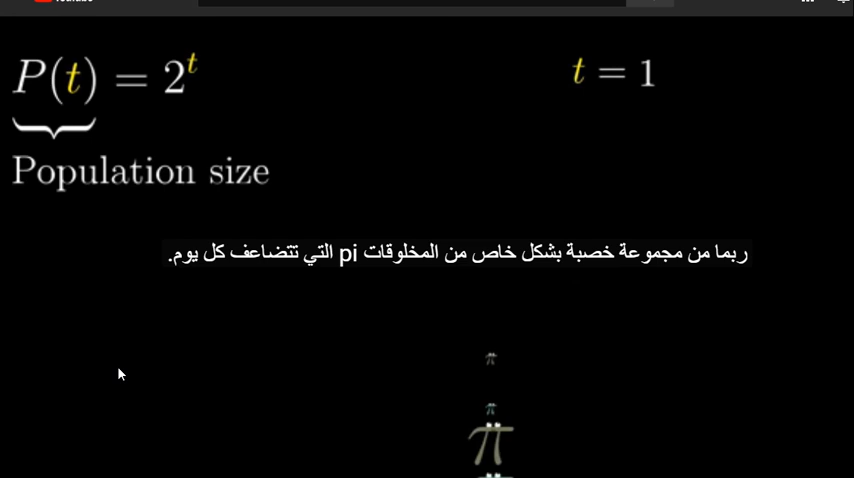 P(t) = 2^t
t = 1
Population size
ربما من مجموعة خصبة بشكل خاص من المخلوقات pi التي تتضاعف كل يوم.
π
π
π